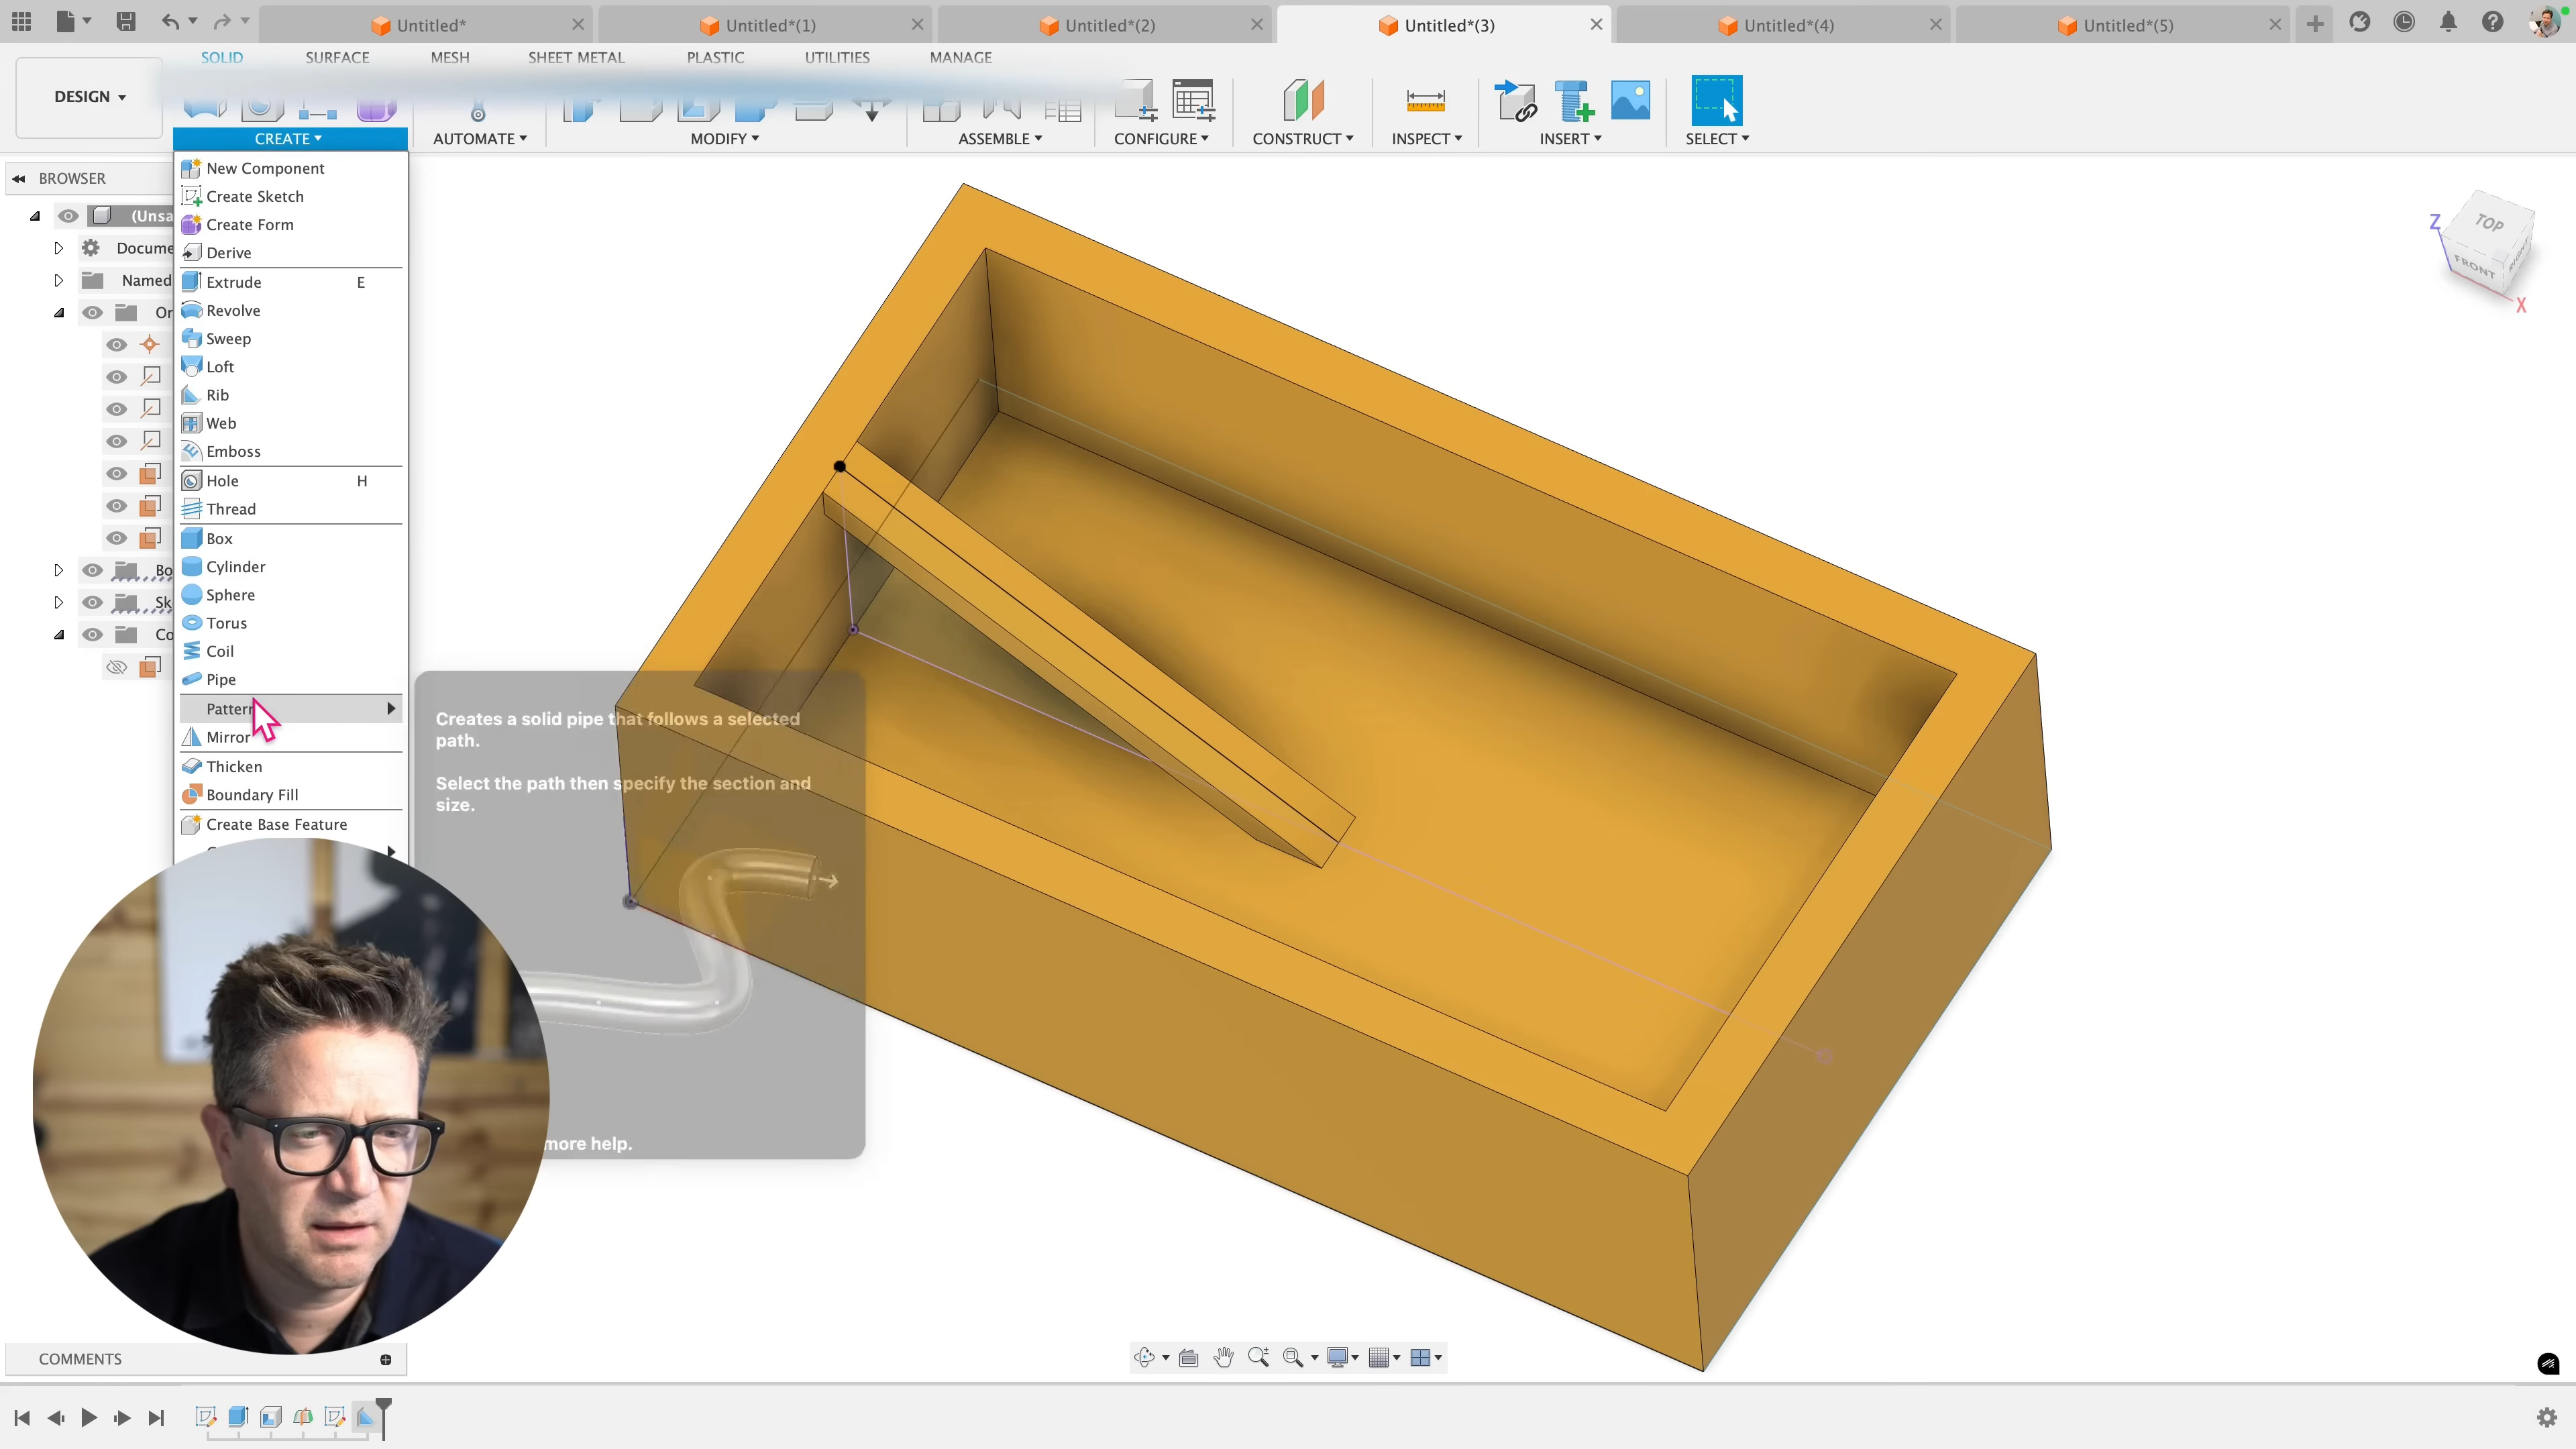 Untitled*
Untitled*(1)
Untitled*(2)
Untitled*(3)
Untitled*(4)
Untitled*(5)
SOLID
SURFACE
MESH
SHEET METAL
PLASTIC
UTILITIES
MANAGE
DESIGN
CREATE
AUTOMATE
MODIFY
ASSEMBLE
CONFIGURE
CONSTRUCT
INSPECT
INSERT
SELECT
BROWSER
(Unsa
Docume
Named
Or
Bo
Sk
Co
New Component
Create Sketch
Create Form
Derive
Extrude E
Revolve
Sweep
Loft
Rib
Web
Emboss
Hole H
Thread
Box
Cylinder
Sphere
Torus
Coil
Pipe
Pattern
Mirror
Thicken
Boundary Fill
Create Base Feature
Creates a solid pipe that follows a selected
path.
Select the path then specify the section and
size.
more help.
Z
TOP
FRONT
X
COMMENTS